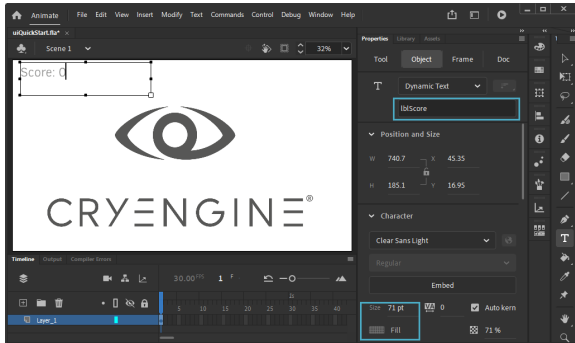 Animate File Edit View Insert Modify Text Commands Control Debug Window Help
uiQuickStart.fla*
Scene 1 32%
Score: 0
CRYENGINE®
Timeline Output Compiler Errors
30.00 FPS 1 F
1s
5 10 15 20 25 30 35 40
Layer_1
Properties Library Assets
Tool Object Frame Doc
T Dynamic Text
lblScore
Position and Size
W 740.7 X 45.35
H 185.1 Y 16.95
Character
Clear Sans Light
Regular
Embed
Size 71 pt VA 0 Auto kern
Fill 71 %
T